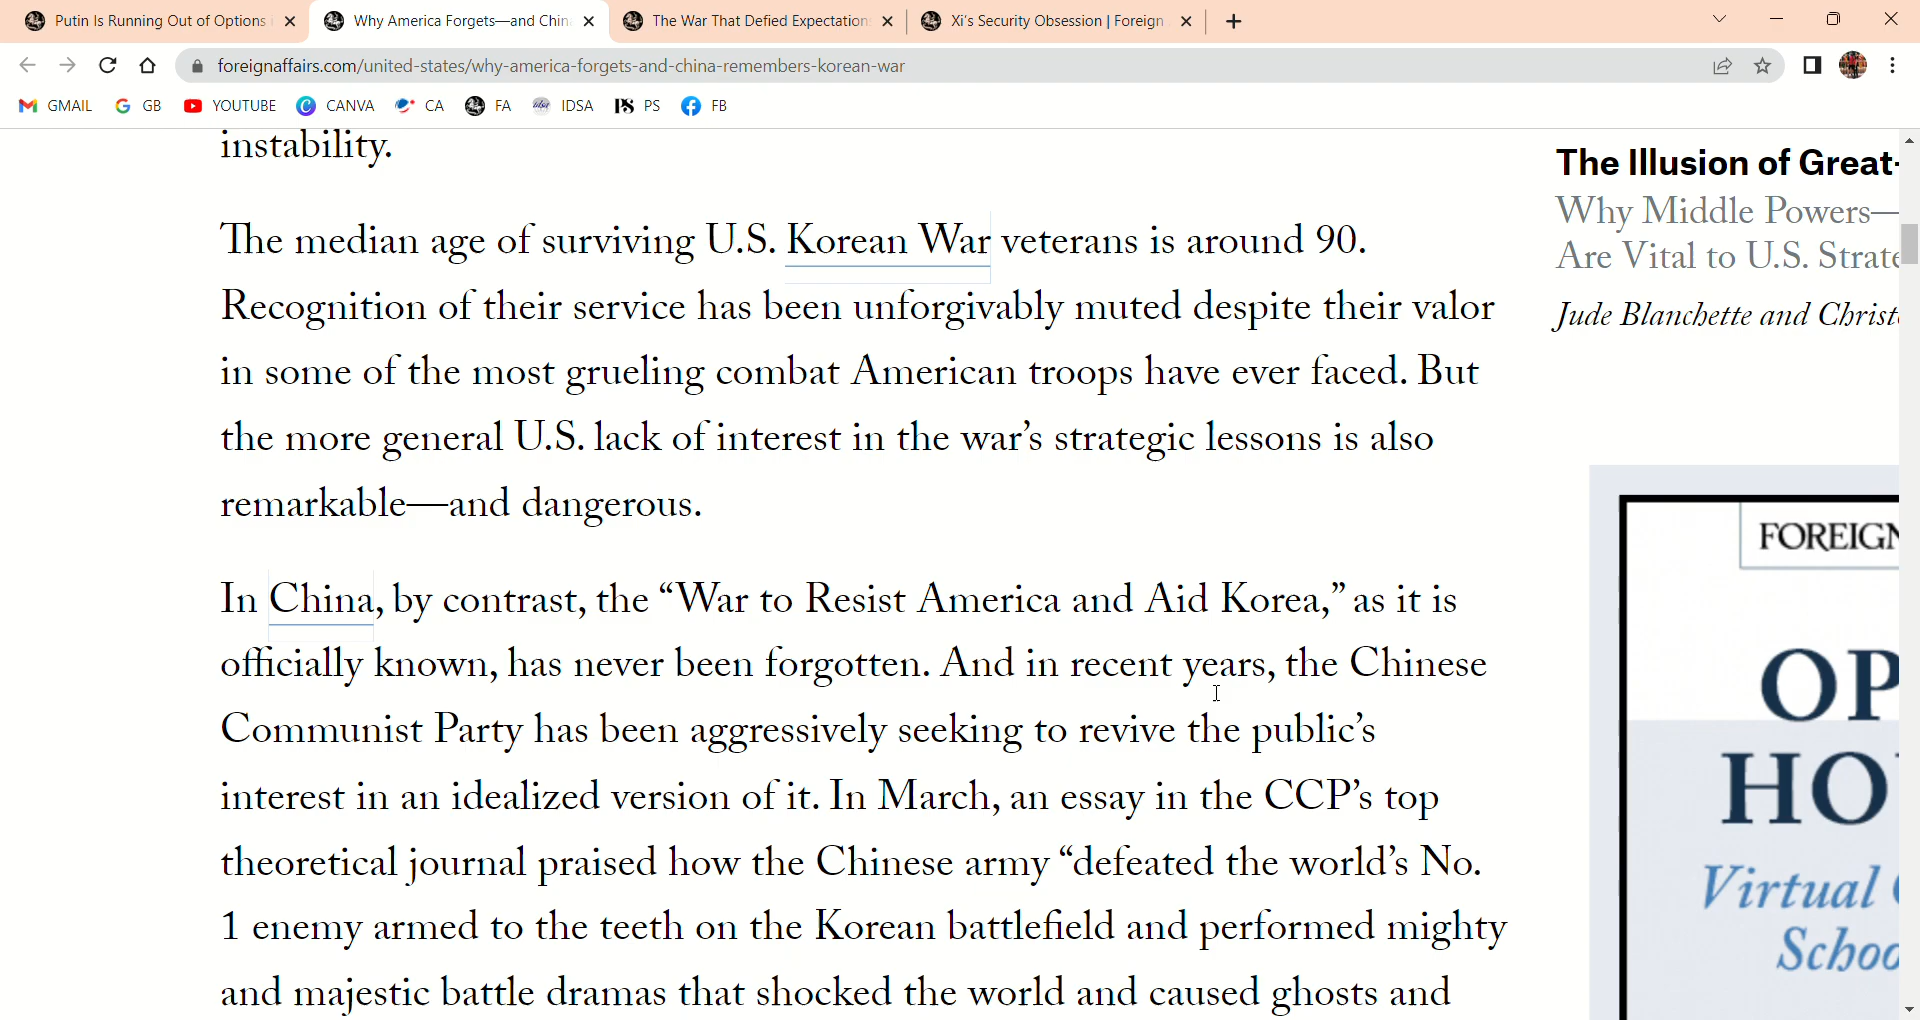 Putin Is Running Out of Options
Why America Forgets—and Chin
The War That Defied Expectation
Xi's Security Obsession | Foreign
foreignaffairs.com/united-states/why-america-forgets-and-china-remembers-korean-war
GMAIL
GB
YOUTUBE
CANVA
CA
FA
IDSA
PS
FB
instability.
The median age of surviving U.S. Korean War veterans is around 90.
Recognition of their service has been unforgivably muted despite their valor
in some of the most grueling combat American troops have ever faced. But
the more general U.S. lack of interest in the war's strategic lessons is also
remarkable—and dangerous.
In China, by contrast, the “War to Resist America and Aid Korea,” as it is
officially known, has never been forgotten. And in recent years, the Chinese
Communist Party has been aggressively seeking to revive the public's
interest in an idealized version of it. In March, an essay in the CCP's top
theoretical journal praised how the Chinese army “defeated the world's No.
1 enemy armed to the teeth on the Korean battlefield and performed mighty
and majestic battle dramas that shocked the world and caused ghosts and
The Illusion of Great-
Why Middle Powers—
Are Vital to U.S. Strate
Jude Blanchette and Christ
FOREIGN
OP
HO
Virtual
Schoo